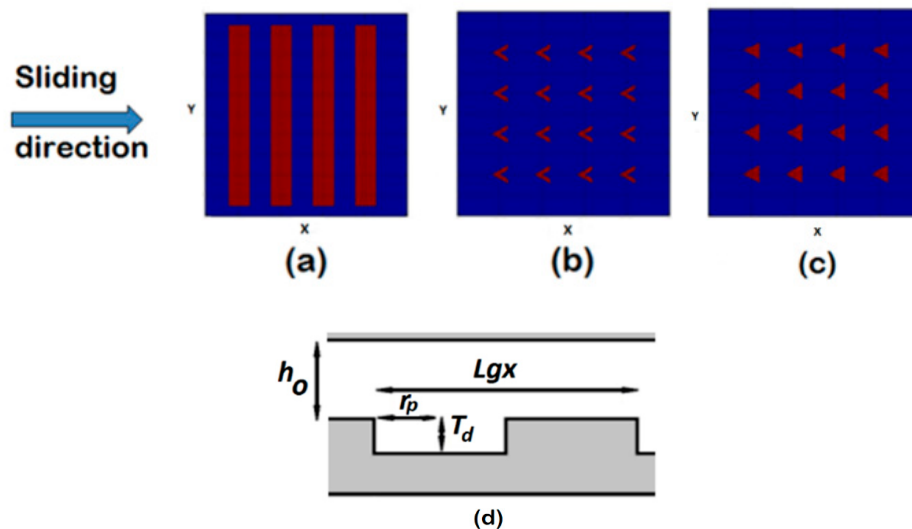 Sliding
direction
Y
X
(a)
Y
X
(b)
Y
X
(c)
ho
Lgx
rp
Td
(d)